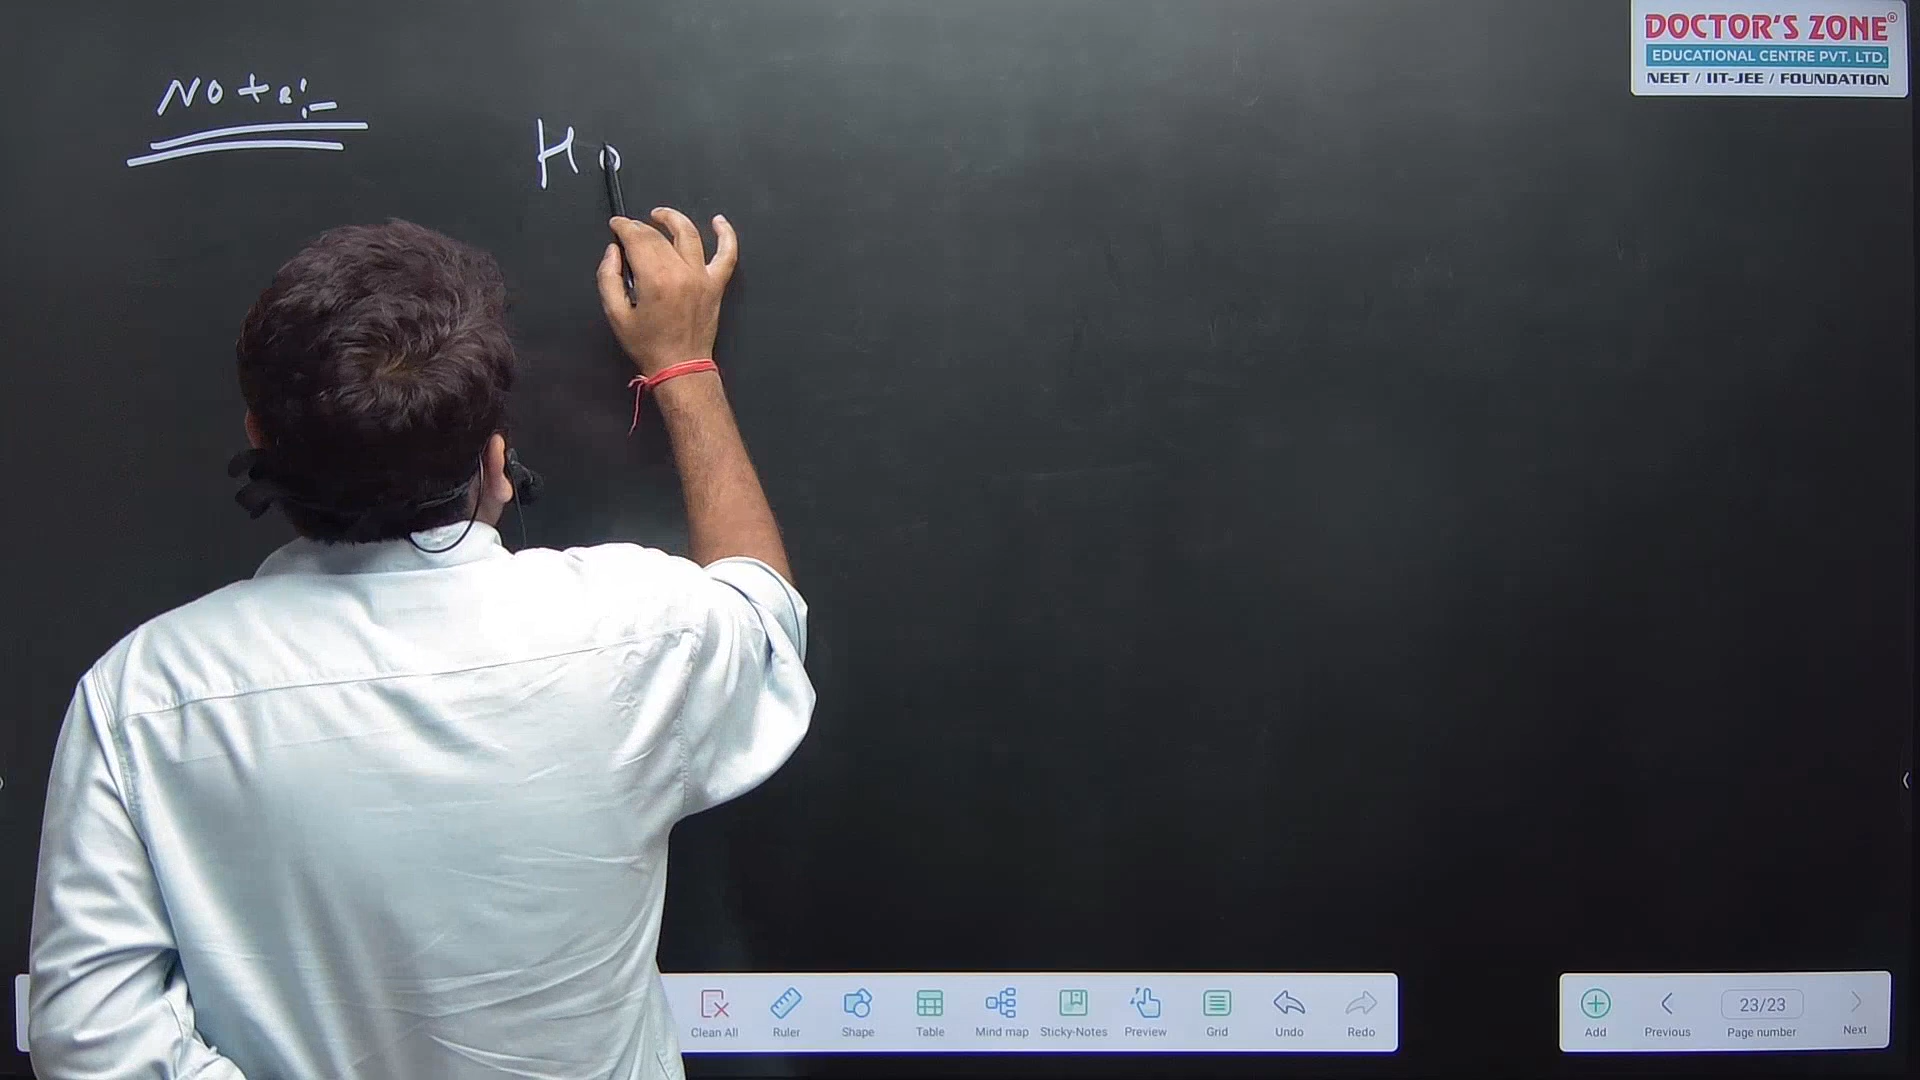 Note:-
Ho
DOCTOR'S ZONE®
EDUCATIONAL CENTRE PVT. LTD.
NEET / IIT-JEE / FOUNDATION
Clean All Ruler Shape Table Mind map Sticky-Notes Preview Grid Undo Redo
Add Previous 23/23 Page number Next